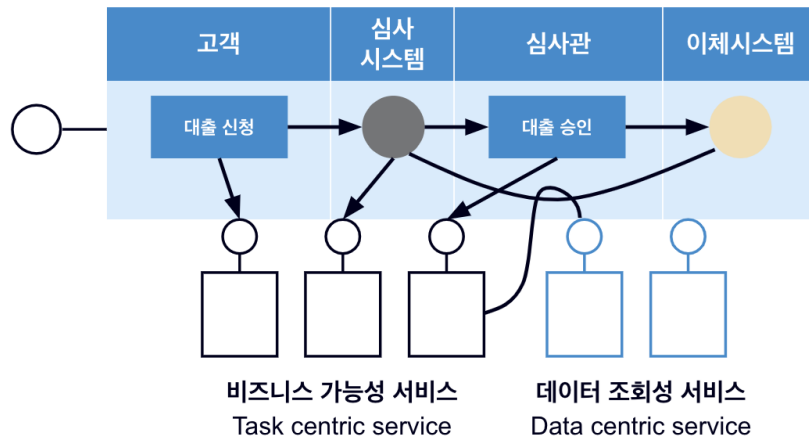 고객
심사
시스템
심사관
이체시스템
대출 신청
대출 승인
비즈니스 가능성 서비스
Task centric service
데이터 조회성 서비스
Data centric service